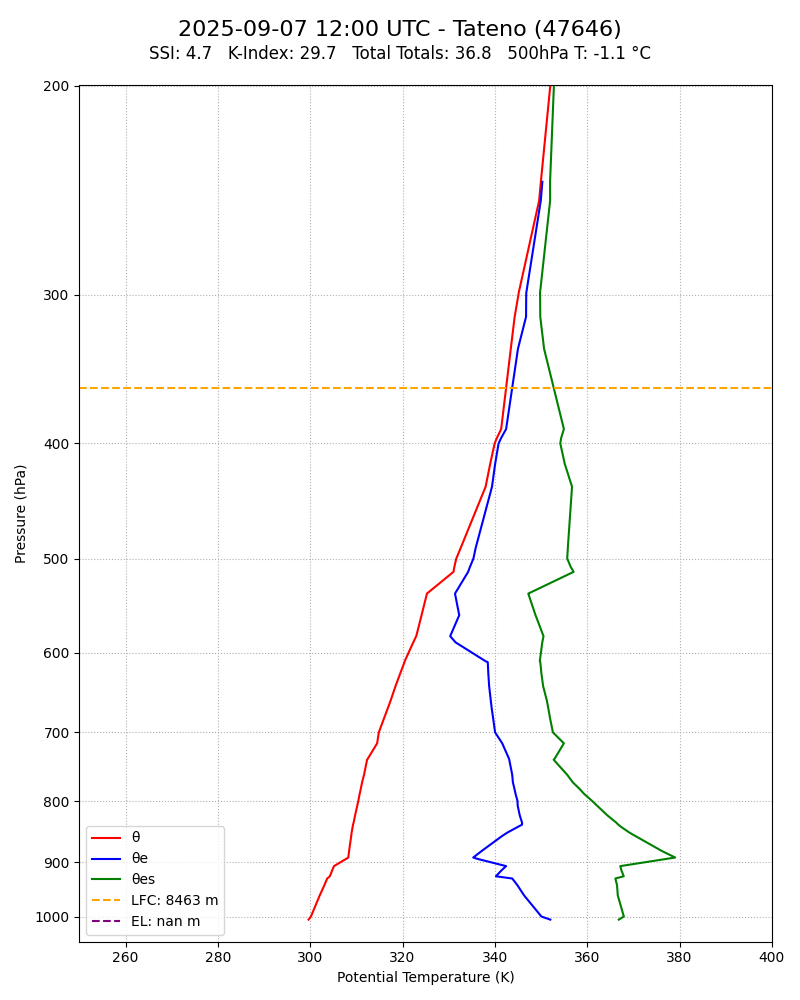 2025-09-07 12:00 UTC - Tateno (47646)
SSI: 4.7   K-Index: 29.7   Total Totals: 36.8   500hPa T: -1.1 °C
200
300
400
500
600
700
800
900
1000
Pressure (hPa)
θ
θe
θes
LFC: 8463 m
EL: nan m
260 280 300 320 340 360 380 400
Potential Temperature (K)